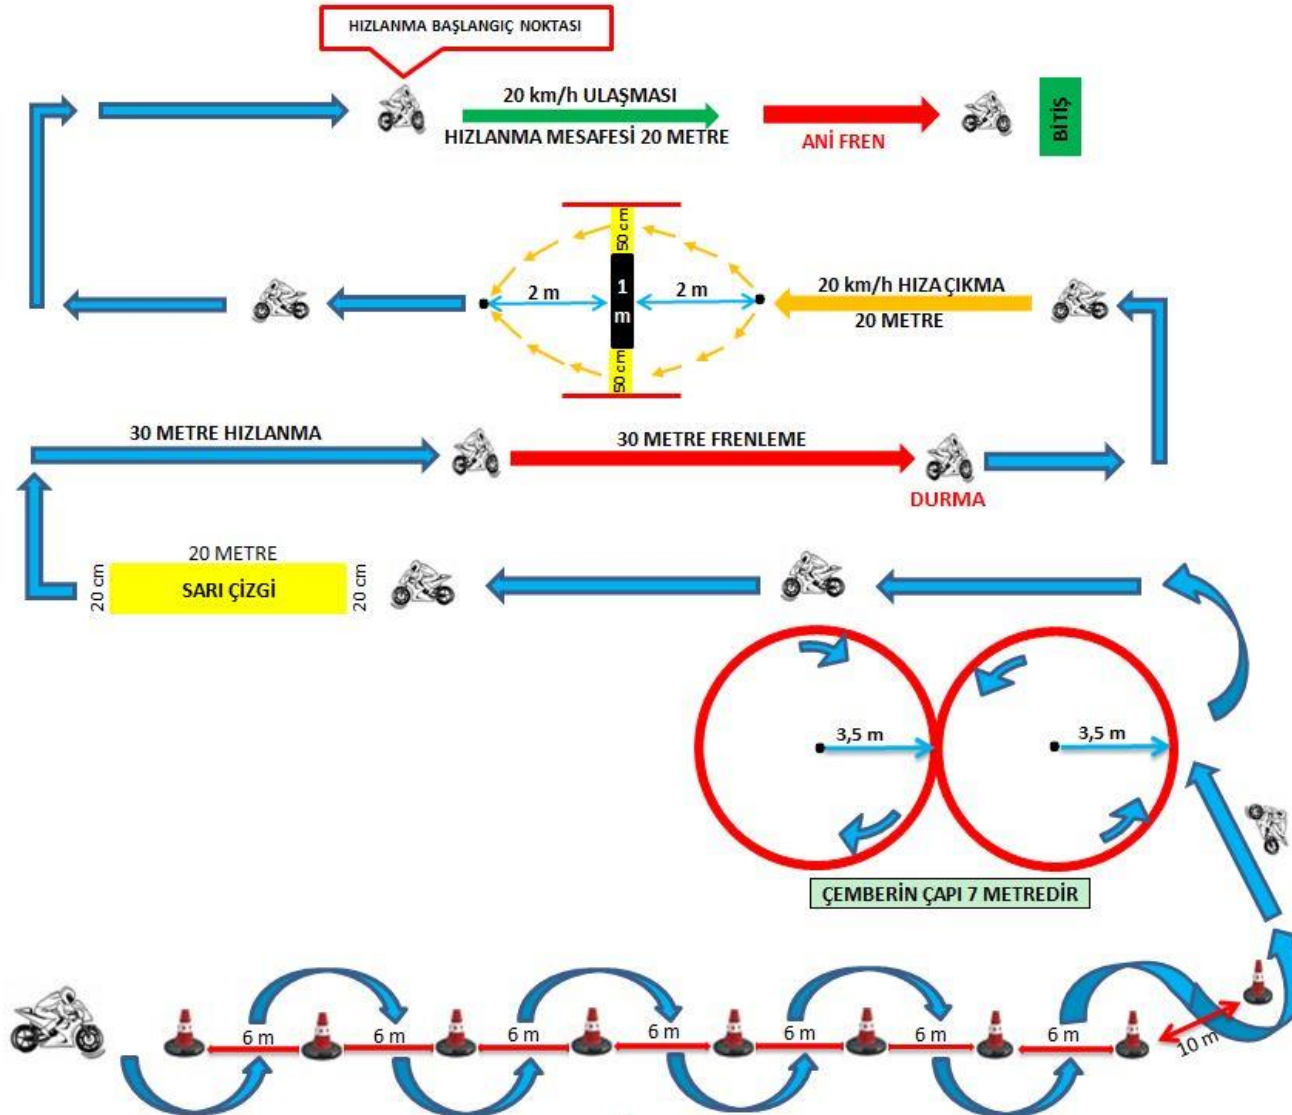 HIZLANMA BAŞLANGIÇ NOKTASI
20 km/h ULAŞMASI
HIZLANMA MESAFESİ 20 METRE
ANİ FREN
BİTİŞ
50 cm
2 m
1
m
2 m
50 cm
20 km/h HIZA ÇIKMA
20 METRE
30 METRE HIZLANMA
30 METRE FRENLEME
DURMA
20 METRE
20 cm
SARI ÇİZGİ
20 cm
3,5 m
3,5 m
ÇEMBERİN ÇAPI 7 METREDİR
6 m
6 m
6 m
6 m
6 m
6 m
6 m
10 m